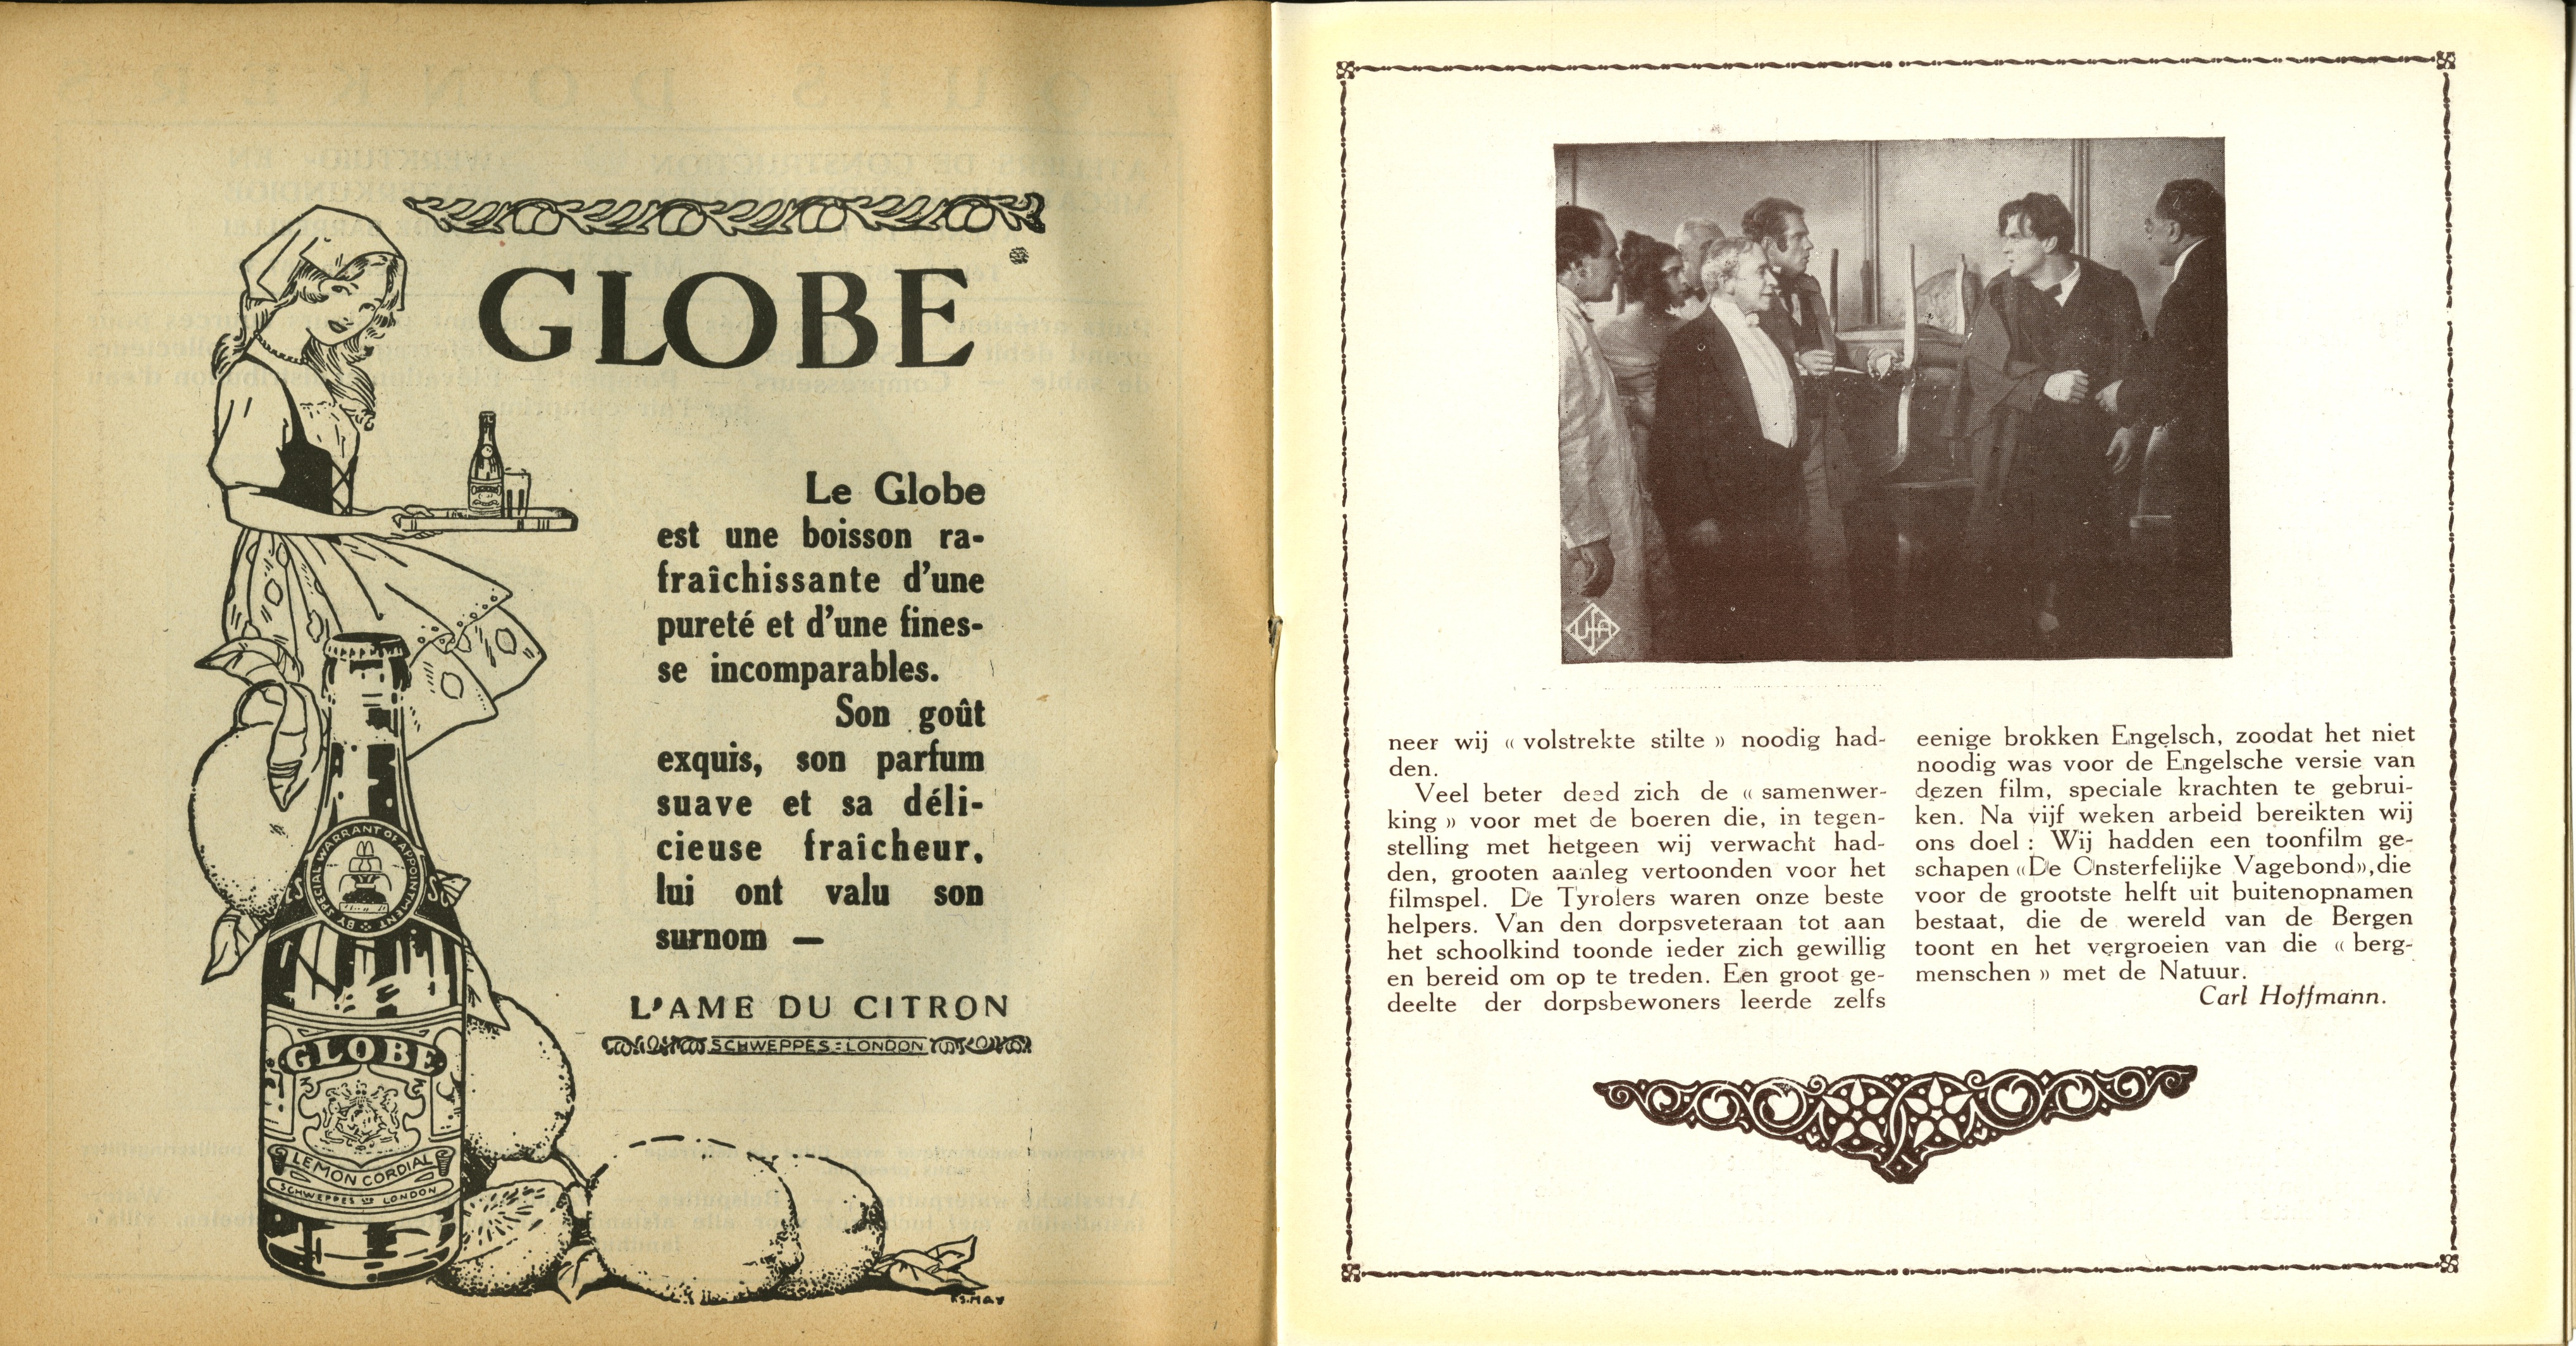 GLOBE
Le Globe
est une boisson ra-
fraîchissante d'une
pureté et d'une fines-
se incomparables.
Son goût
exquis, son parfum
suave et sa déli-
cieuse fraîcheur,
lui ont valu son
surnom —
L'AME DU CITRON
SCHWEPPES : LONDON
BY SPECIAL WARRANT OF APPOINTMENT
GLOBE
LEMON CORDIAL
SCHWEPPES LTD LONDON
UfA
neer wij « volstrekte stilte » noodig had-
den.
Veel beter deed zich de « samenwer-
king » voor met de boeren die, in tegen-
stelling met hetgeen wij verwacht had-
den, grooten aanleg vertoonden voor het
filmspel. De Tyrolers waren onze beste
helpers. Van den dorpsveteraan tot aan
het schoolkind toonde ieder zich gewillig
en bereid om op te treden. Een groot ge-
deelte der dorpsbewoners leerde zelfs
eenige brokken Engelsch, zoodat het niet
noodig was voor de Engelsche versie van
dezen film, speciale krachten te gebrui-
ken. Na vijf weken arbeid bereikten wij
ons doel : Wij hadden een toonfilm ge-
schapen «De Onsterfelijke Vagebond», die
voor de grootste helft uit buitenopnamen
bestaat, die de wereld van de Bergen
toont en het vergroeien van die « berg-
menschen » met de Natuur.
Carl Hoffmann.